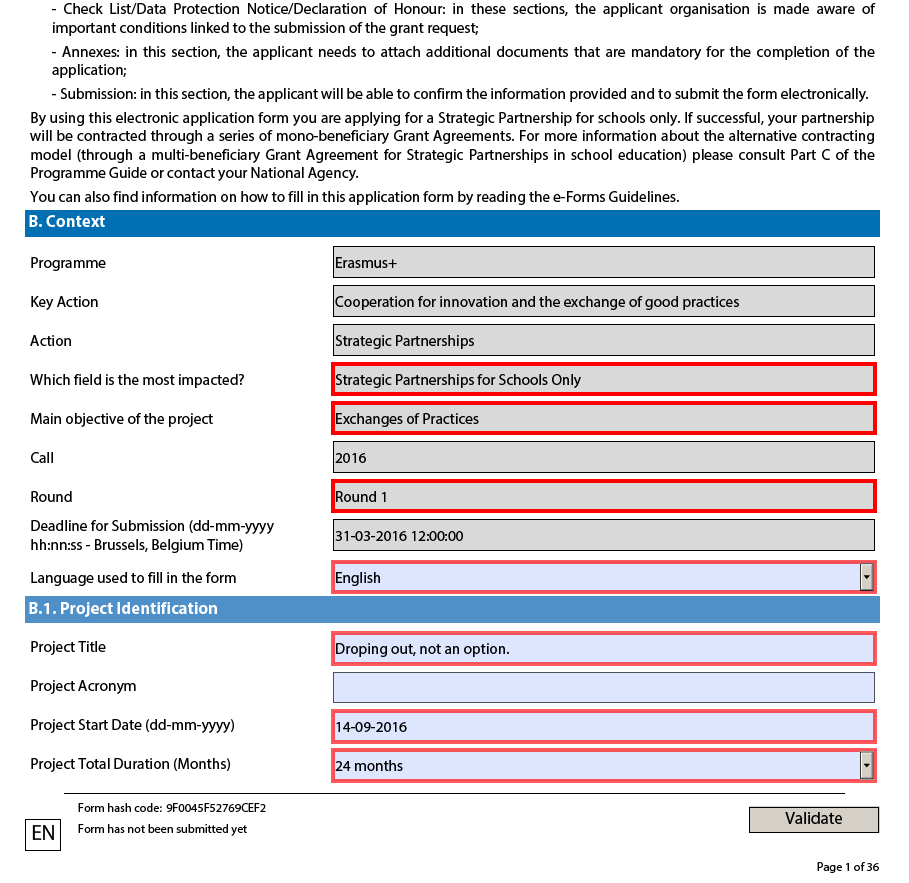 - Check List/Data Protection Notice/Declaration of Honour: in these sections, the applicant organisation is made aware of
important conditions linked to the submission of the grant request;
- Annexes: in this section, the applicant needs to attach additional documents that are mandatory for the completion of the
application;
- Submission: in this section, the applicant will be able to confirm the information provided and to submit the form electronically.
By using this electronic application form you are applying for a Strategic Partnership for schools only. If successful, your partnership
will be contracted through a series of mono-beneficiary Grant Agreements. For more information about the alternative contracting
model (through a multi-beneficiary Grant Agreement for Strategic Partnerships in school education) please consult Part C of the
Programme Guide or contact your National Agency.
You can also find information on how to fill in this application form by reading the e-Forms Guidelines.
B. Context
Programme
Erasmus+
Key Action
Cooperation for innovation and the exchange of good practices
Action
Strategic Partnerships
Which field is the most impacted?
Strategic Partnerships for Schools Only
Main objective of the project
Exchanges of Practices
Call
2016
Round
Round 1
Deadline for Submission (dd-mm-yyyy
hh:nn:ss - Brussels, Belgium Time)
31-03-2016 12:00:00
Language used to fill in the form
English
B.1. Project Identification
Project Title
Droping out, not an option.
Project Acronym
Project Start Date (dd-mm-yyyy)
14-09-2016
Project Total Duration (Months)
24 months
Form hash code: 9F0045F52769CEF2
EN
Form has not been submitted yet
Validate
Page 1 of 36